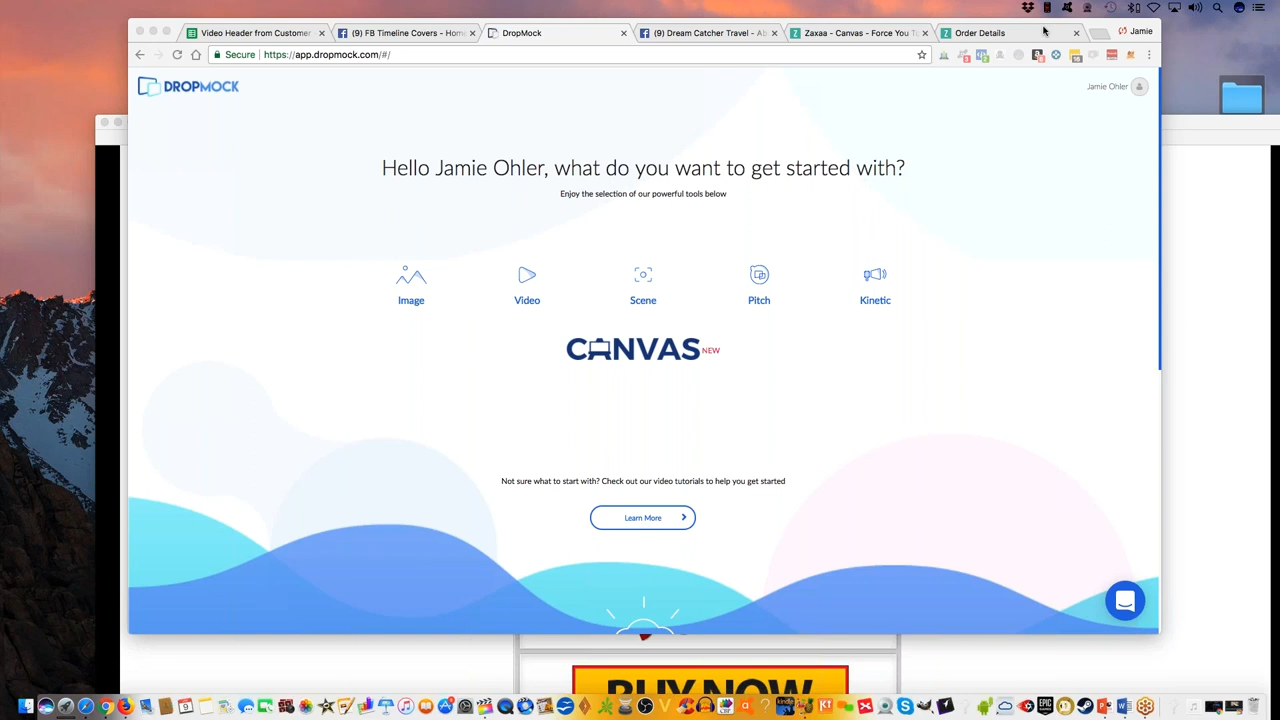 Video Header from Customer
(9) FB Timeline Covers - Home
DropMock
(9) Dream Catcher Travel - Ab
Zaxaa - Canvas - Force You To
Order Details
Jamie
Secure
https://app.dropmock.com/#/
DROPMOCK
Jamie Ohler
Hello Jamie Ohler, what do you want to get started with?
Enjoy the selection of our powerful tools below
Image
Video
Scene
Pitch
Kinetic
CANVAS NEW
Not sure what to start with? Check out our video tutorials to help you get started
Learn More
BUY NOW